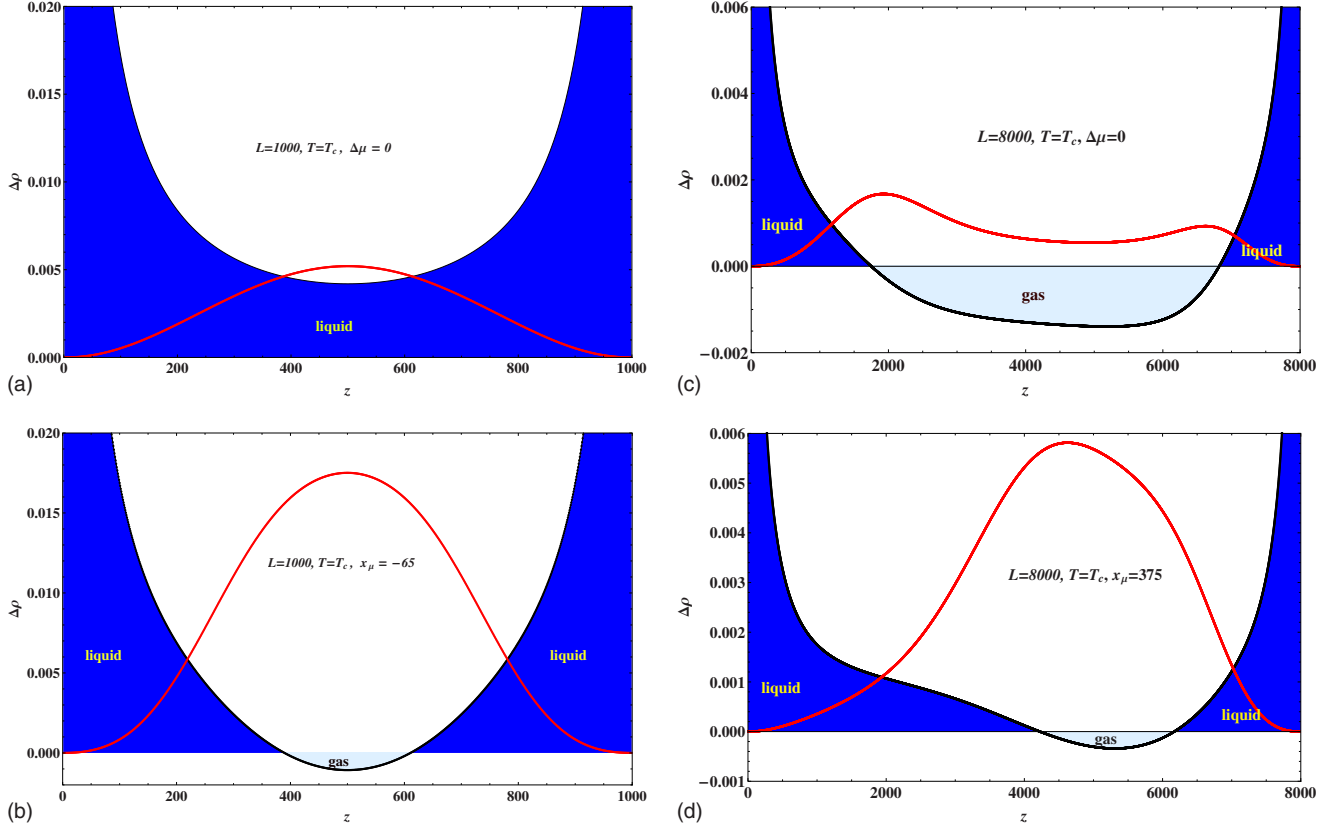 0.020
0.015
0.010
0.005
0.000
Δρ
L=1000, T=T_c , Δμ = 0
liquid
0 200 400 600 800 1000
z
(a)
0.006
0.004
0.002
0.000
−0.002
Δρ
L=8000, T=T_c, Δμ=0
liquid
liquid
gas
0 2000 4000 6000 8000
z
(c)
0.020
0.015
0.010
0.005
0.000
Δρ
L=1000, T=T_c , x_μ = −65
liquid
liquid
gas
0 200 400 600 800 1000
z
(b)
0.006
0.005
0.004
0.003
0.002
0.001
0.000
−0.001
Δρ
L=8000, T=T_c, x_μ=375
liquid
liquid
gas
0 2000 4000 6000 8000
z
(d)